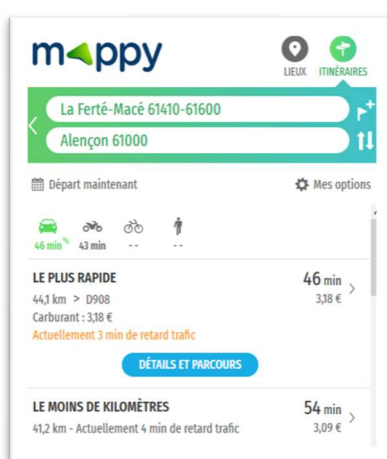 mappy
LIEUX ITINÉRAIRES
La Ferté-Macé 61410-61600
Alençon 61000
Départ maintenant Mes options
46 min 43 min -- --
LE PLUS RAPIDE 46 min
44,1 km > D908 3,18 €
Carburant : 3,18 €
Actuellement 3 min de retard trafic
DÉTAILS ET PARCOURS
LE MOINS DE KILOMÈTRES 54 min
41,2 km - Actuellement 4 min de retard trafic 3,09 €